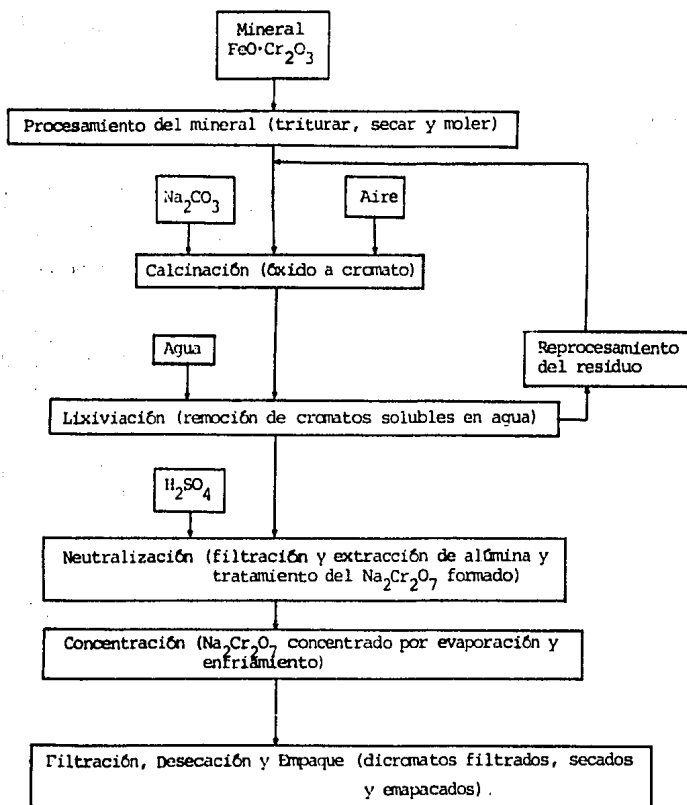 Mineral
FeO·Cr₂O₃
Procesamiento del mineral (triturar, secar y moler)
Na₂CO₃
Aire
Calcinación (óxido a cromato)
Agua
Reprocesamiento
del residuo
Lixiviación (remoción de cromatos solubles en agua)
H₂SO₄
Neutralización (filtración y extracción de alúmina y
tratamiento del Na₂Cr₂O₇ formado)
Concentración (Na₂Cr₂O₇ concentrado por evaporación y
enfriámiento)
Filtración, Desecación y Empaque (dicromatos filtrados, secados
y emapacados).